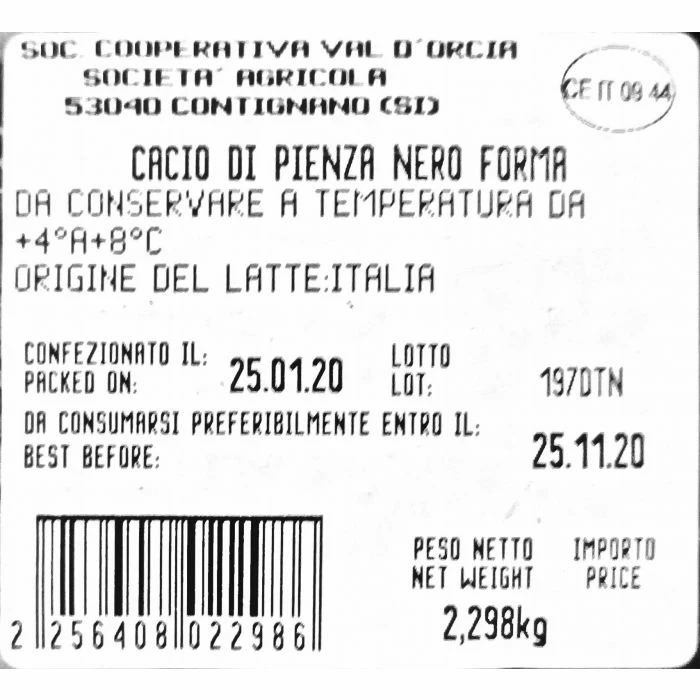 SOC. COOPERATIVA VAL D'ORCIA
SOCIETA' AGRICOLA
53040 CONTIGNANO (SI)
CE IT 09 44
CACIO DI PIENZA NERO FORMA
DA CONSERVARE A TEMPERATURA DA
+4°A+8°C
ORIGINE DEL LATTE:ITALIA
CONFEZIONATO IL:
PACKED ON:
25.01.20
LOTTO
LOT:
197DTN
DA CONSUMARSI PREFERIBILMENTE ENTRO IL:
BEST BEFORE:
25.11.20
PESO NETTO
NET WEIGHT
2,298kg
IMPORTO
PRICE
2 256408 022986